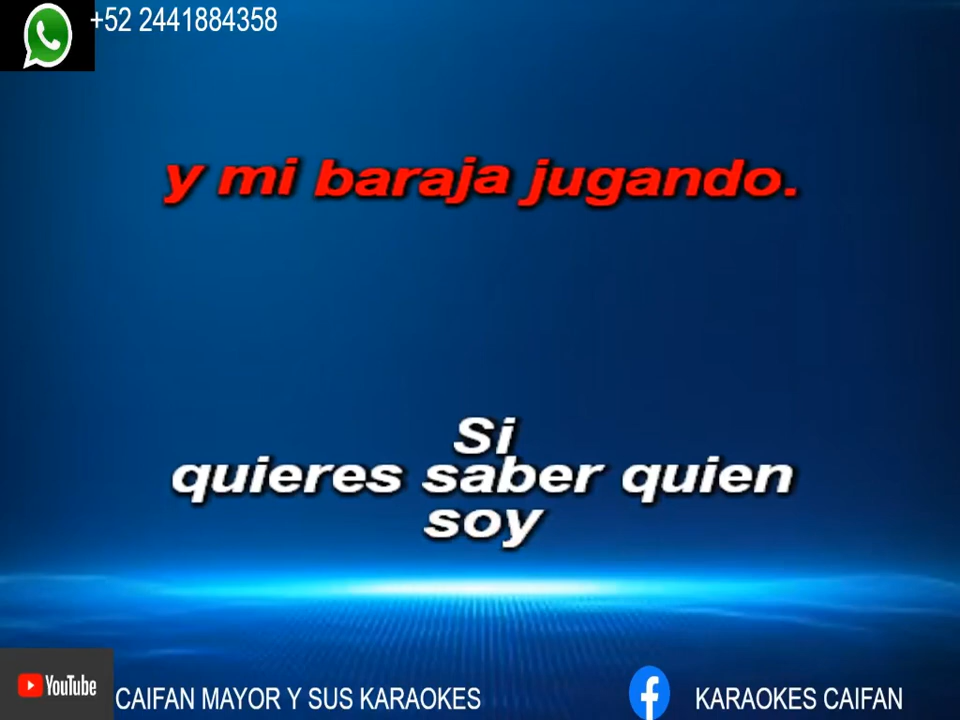 +52 2441884358
y mi baraja jugando.
Si
quieres saber quien
soy
YouTube
CAIFAN MAYOR Y SUS KARAOKES
KARAOKES CAIFAN